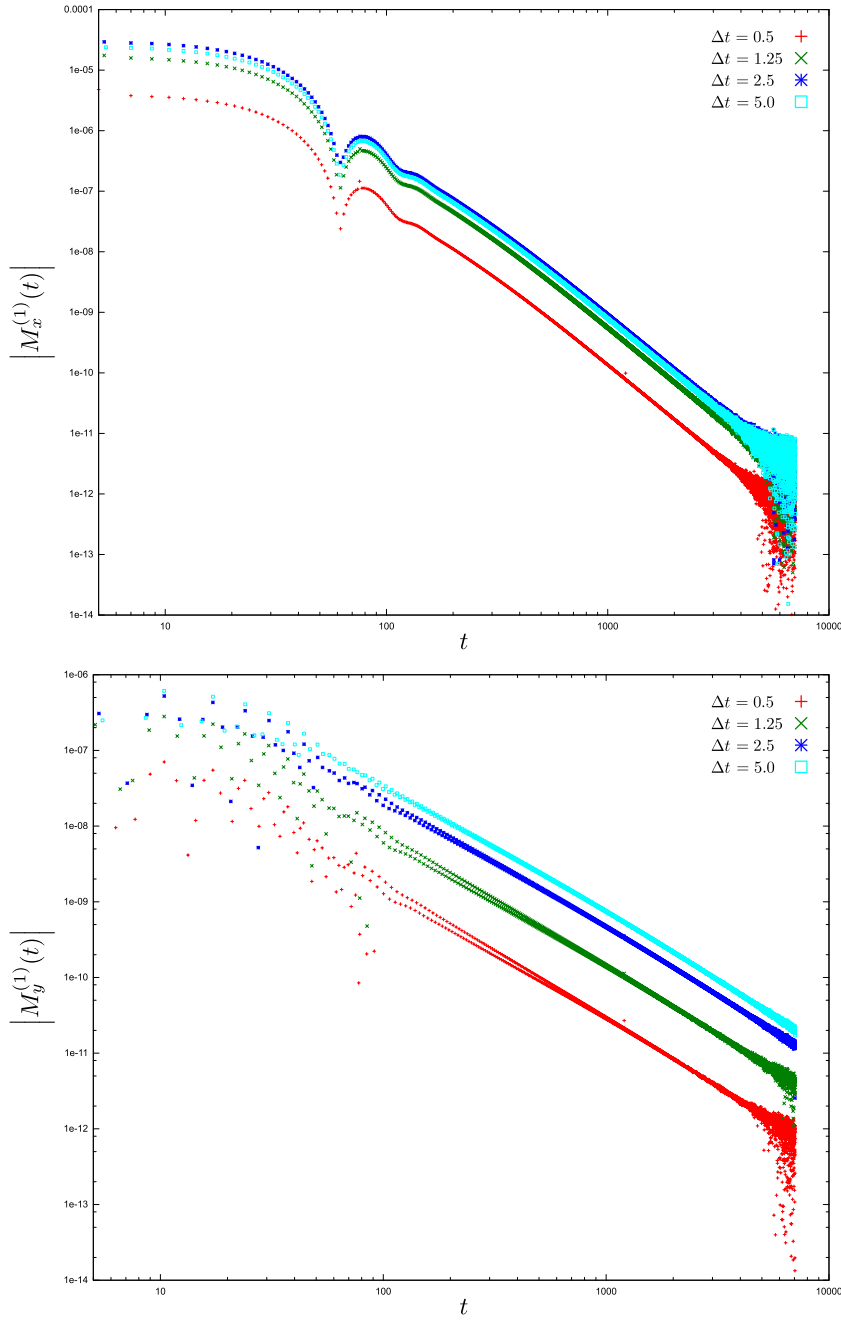 0.0001
1e-05
1e-06
1e-07
1e-08
1e-09
1e-10
1e-11
1e-12
1e-13
1e-14
|M_x^{(1)}(t)|
Δt = 0.5
Δt = 1.25
Δt = 2.5
Δt = 5.0
10 100 1000 10000
t
1e-06
1e-07
1e-08
1e-09
1e-10
1e-11
1e-12
1e-13
1e-14
|M_y^{(1)}(t)|
Δt = 0.5
Δt = 1.25
Δt = 2.5
Δt = 5.0
10 100 1000 10000
t